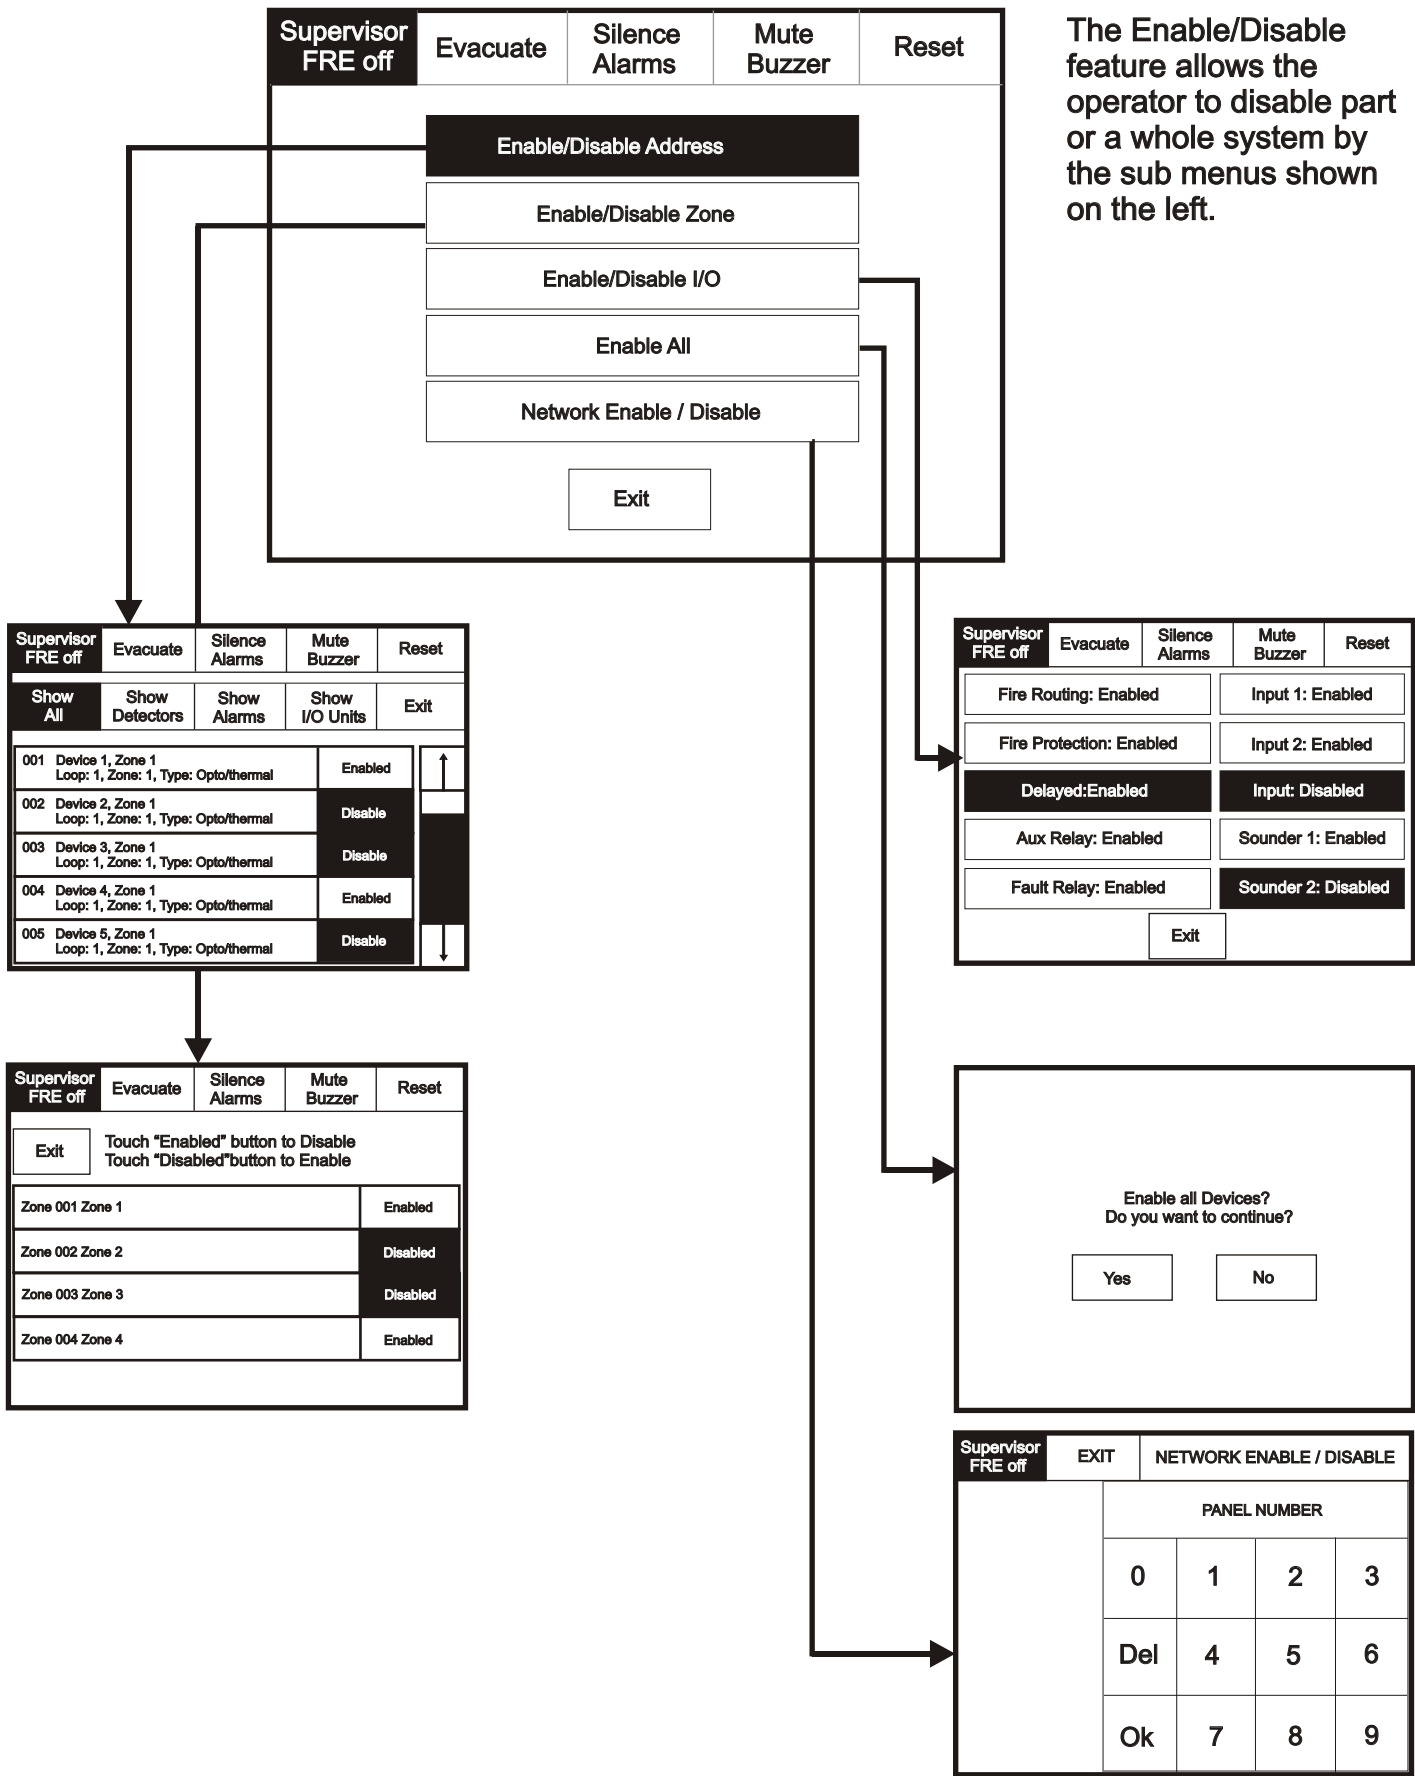 Supervisor
FRE off
Evacuate
Silence
Alarms
Mute
Buzzer
Reset
The Enable/Disable
feature allows the
operator to disable part
or a whole system by
the sub menus shown
on the left.
Enable/Disable Address
Enable/Disable Zone
Enable/Disable I/O
Enable All
Network Enable / Disable
Exit
Supervisor
FRE off
Evacuate
Silence
Alarms
Mute
Buzzer
Reset
Show
All
Show
Detectors
Show
Alarms
Show
I/O Units
Exit
001 Device 1, Zone 1
Loop: 1, Zone: 1, Type: Opto/thermal
Enabled
002 Device 2, Zone 1
Loop: 1, Zone: 1, Type: Opto/thermal
Disable
003 Device 3, Zone 1
Loop: 1, Zone: 1, Type: Opto/thermal
Disable
004 Device 4, Zone 1
Loop: 1, Zone: 1, Type: Opto/thermal
Enabled
005 Device 5, Zone 1
Loop: 1, Zone: 1, Type: Opto/thermal
Disable
Supervisor
FRE off
Evacuate
Silence
Alarms
Mute
Buzzer
Reset
Fire Routing: Enabled
Input 1: Enabled
Fire Protection: Enabled
Input 2: Enabled
Delayed:Enabled
Input: Disabled
Aux Relay: Enabled
Sounder 1: Enabled
Fault Relay: Enabled
Sounder 2: Disabled
Exit
Supervisor
FRE off
Evacuate
Silence
Alarms
Mute
Buzzer
Reset
Exit
Touch “Enabled” button to Disable
Touch “Disabled”button to Enable
Zone 001 Zone 1
Enabled
Zone 002 Zone 2
Disabled
Zone 003 Zone 3
Disabled
Zone 004 Zone 4
Enabled
Enable all Devices?
Do you want to continue?
Yes
No
Supervisor
FRE off
EXIT
NETWORK ENABLE / DISABLE
PANEL NUMBER
0 1 2 3
Del 4 5 6
Ok 7 8 9